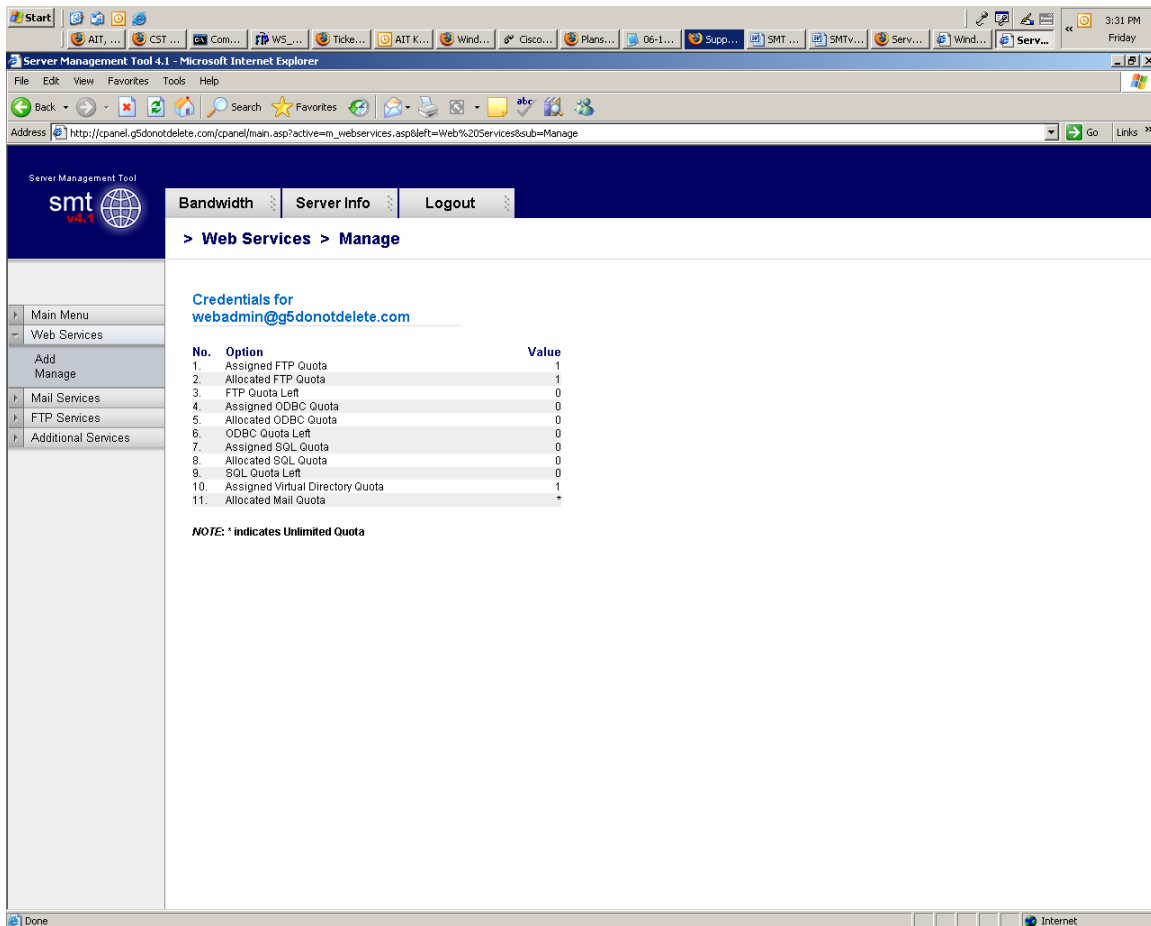 Start
3:31 PM
AIT, ... CST ... Com... WS_... Ticke... AIT K... Wind... Cisco... Plans... 06-1... Supp... SMT ... SMTv... Serv... Wind... Serv...
Friday
Server Management Tool 4.1 - Microsoft Internet Explorer
File Edit View Favorites Tools Help
Back Search Favorites
Address http://cpanel.g5donotdelete.com/cpanel/main.asp?active=m_webservices.asp&left=Web%20Services&sub=Manage Go Links »
Server Management Tool
smt
v4.1
Bandwidth Server Info Logout
> Web Services > Manage
Main Menu
Web Services
Add
Manage
Mail Services
FTP Services
Additional Services
Credentials for
webadmin@g5donotdelete.com
No. Option Value
1. Assigned FTP Quota 1
2. Allocated FTP Quota 1
3. FTP Quota Left 0
4. Assigned ODBC Quota 0
5. Allocated ODBC Quota 0
6. ODBC Quota Left 0
7. Assigned SQL Quota 0
8. Allocated SQL Quota 0
9. SQL Quota Left 0
10. Assigned Virtual Directory Quota 1
11. Allocated Mail Quota *
NOTE: * indicates Unlimited Quota
Done Internet